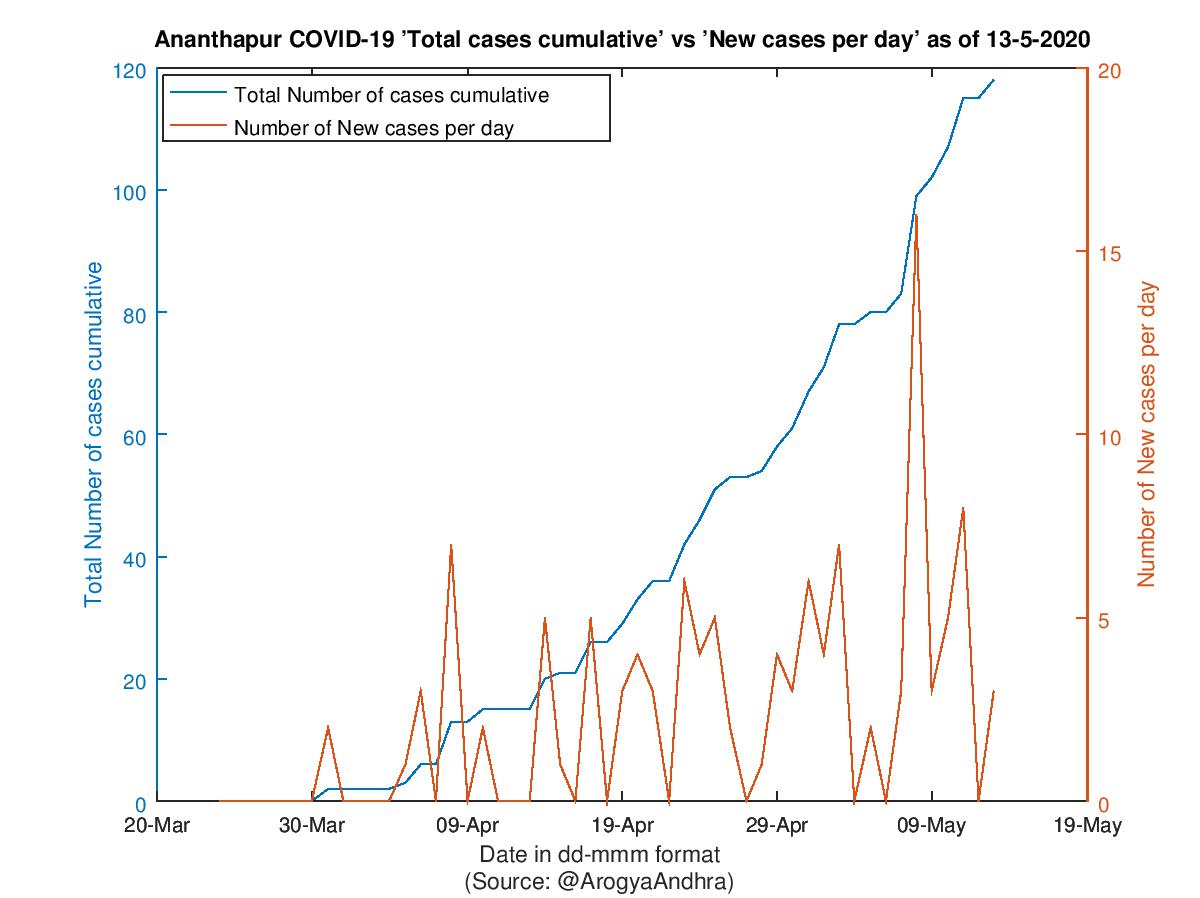 Ananthapur COVID-19 ’Total cases cumulative’ vs ’New cases per day’ as of 13-5-2020
Total Number of cases cumulative
Number of New cases per day
120
100
80
60
40
20
0
Total Number of cases cumulative
20
15
10
5
0
Number of New cases per day
20-Mar 30-Mar 09-Apr 19-Apr 29-Apr 09-May 19-May
Date in dd-mmm format
(Source: @ArogyaAndhra)